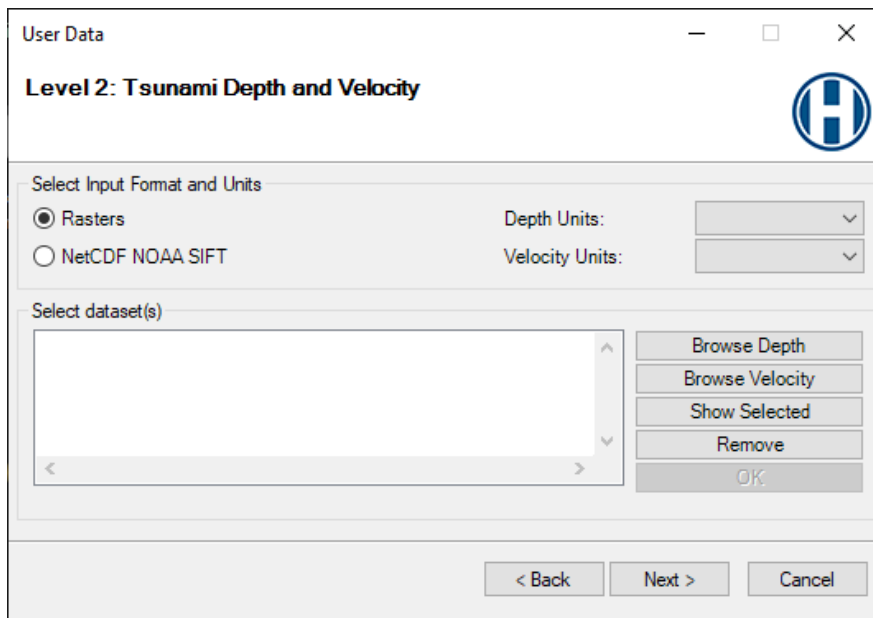 User Data
Level 2: Tsunami Depth and Velocity
Select Input Format and Units
Rasters
Depth Units:
NetCDF NOAA SIFT
Velocity Units:
Select dataset(s)
Browse Depth
Browse Velocity
Show Selected
Remove
OK
< Back
Next >
Cancel